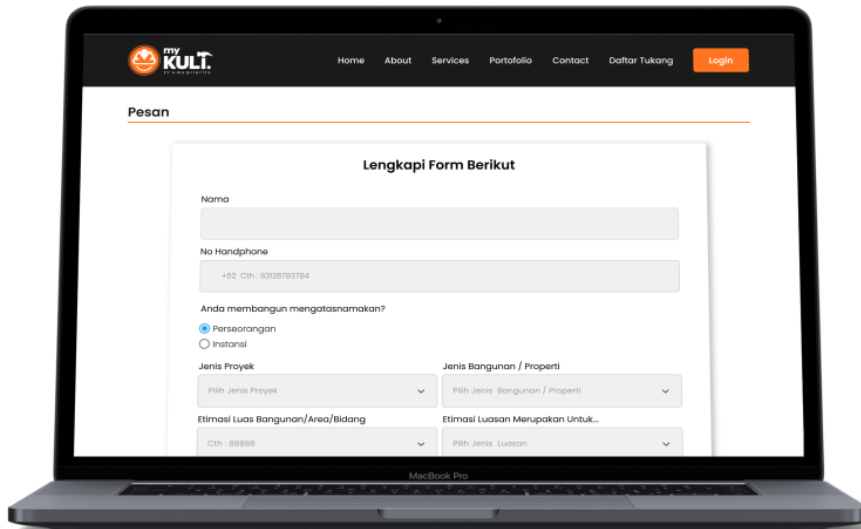 my
KULI.
It's my priority
Home About Services Portofolio Contact Daftar Tukang Login
Pesan
Lengkapi Form Berikut
Nama
No Handphone
+62 Cth : 83128783784
Anda membangun mengatasnamakan?
Perseorangan
Instansi
Jenis Proyek Jenis Bangunan / Properti
Pilih Jenis Proyek Pilih Jenis Bangunan / Properti
Etimasi Luas Bangunan/Area/Bidang Etimasi Luasan Merupakan Untuk...
Cth : 88888 Pilih Jenis Luasan
MacBook Pro